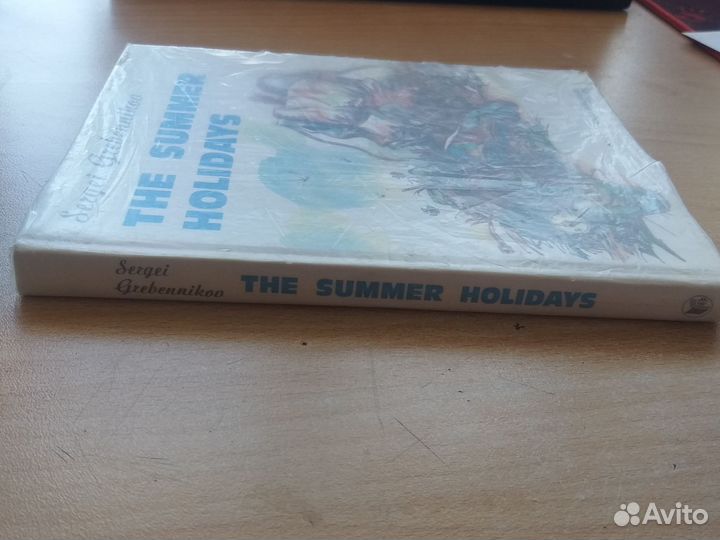 Sergei Grebennikov
THE SUMMER
HOLIDAYS
Sergei
Grebennikov
THE SUMMER HOLIDAYS
Avito